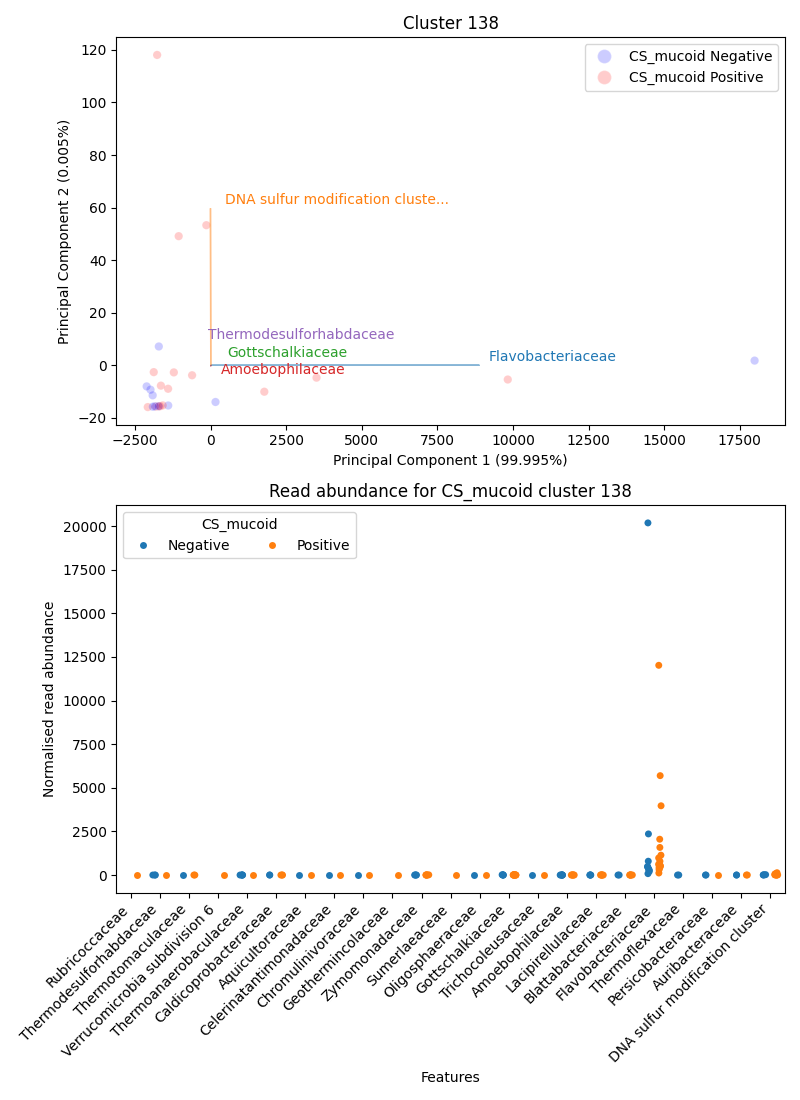 Cluster 138
CS_mucoid Negative
CS_mucoid Positive
DNA sulfur modification cluste...
Thermodesulforhabdaceae
Gottschalkiaceae
Flavobacteriaceae
Amoebophilaceae
120
100
80
60
40
20
0
−20
Principal Component 2 (0.005%)
−2500 0 2500 5000 7500 10000 12500 15000 17500
Principal Component 1 (99.995%)
Read abundance for CS_mucoid cluster 138
CS_mucoid
Negative Positive
20000
17500
15000
12500
10000
7500
5000
2500
0
Normalised read abundance
Rubricoccaceae
Thermodesulforhabdaceae
Thermotomaculaceae
Verrucomicrobia subdivision 6
Thermoanaerobaculaceae
Caldicoprobacteraceae
Aquicultoraceae
Celerinatantimonadaceae
Chromulinivoraceae
Geothermincolaceae
Zymomonadaceae
Sumerlaeaceae
Oligosphaeraceae
Gottschalkiaceae
Trichocoleusaceae
Amoebophilaceae
Lacipirellulaceae
Blattabacteriaceae
Flavobacteriaceae
Thermoflexaceae
Persicobacteraceae
Auribacteraceae
DNA sulfur modification cluster
Features